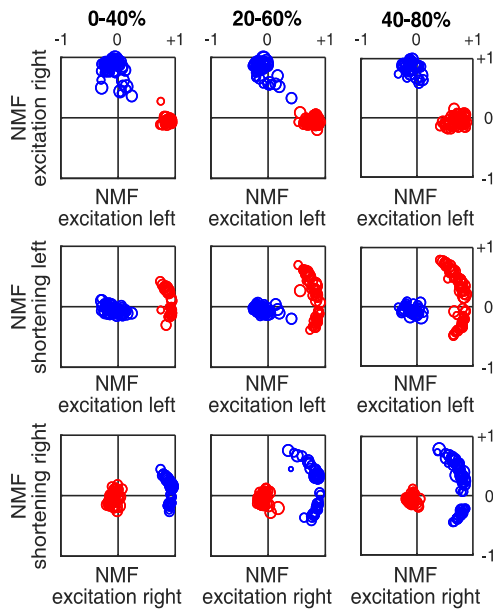 0-40% 20-60% 40-80%
-1 0 +1 0 +1 -1 0 +1
NMF
excitation right
+1
0
-1
NMF NMF NMF
excitation left excitation left excitation left
NMF
shortening left
+1
0
-1
NMF NMF NMF
excitation left excitation left excitation left
NMF
shortening right
+1
0
-1
NMF NMF NMF
excitation right excitation right excitation right